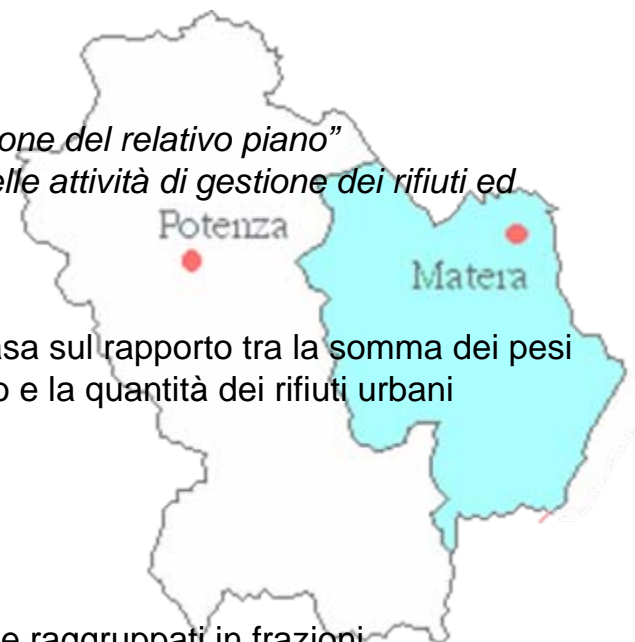 one del relativo piano”
elle attività di gestione dei rifiuti ed
Potenza
Matera
asa sul rapporto tra la somma dei pesi
o e la quantità dei rifiuti urbani
e raggruppati in frazioni